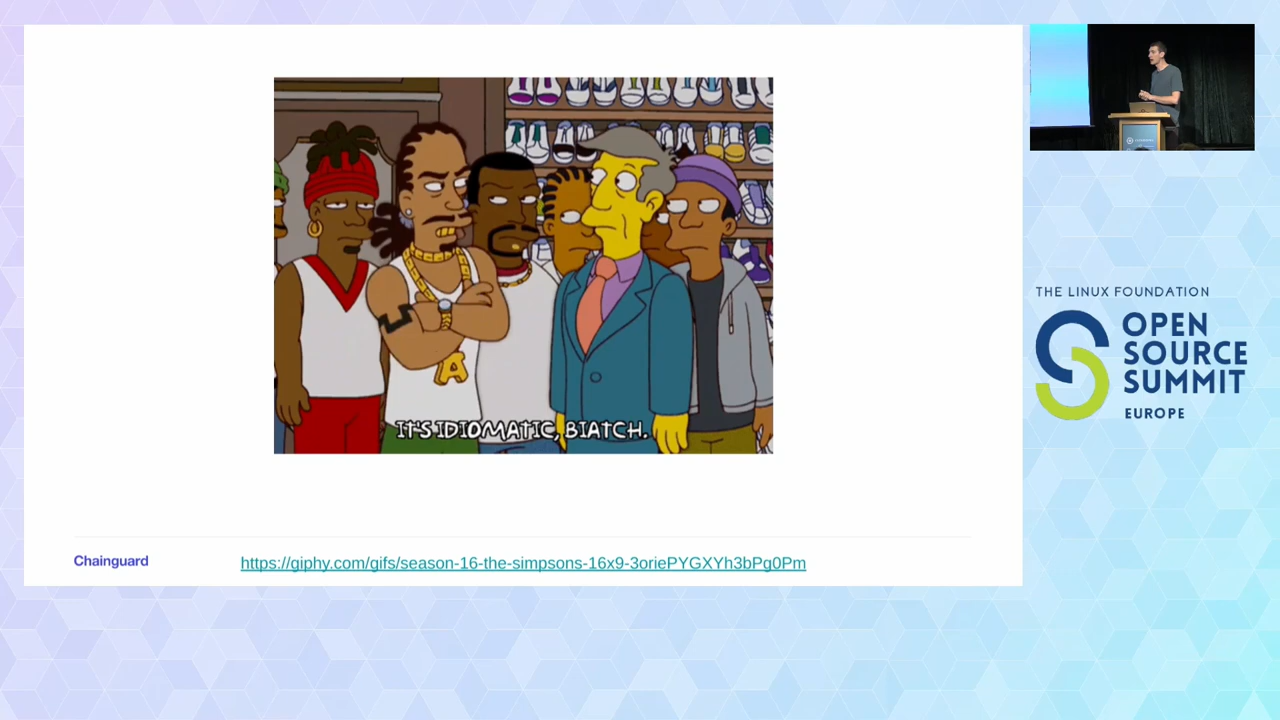 IT'S IDIOMATIC, BIATCH.
A
Chainguard
https://giphy.com/gifs/season-16-the-simpsons-16x9-3oriePYGXYh3bPg0Pm
THE LINUX FOUNDATION
OPEN
SOURCE
SUMMIT
EUROPE